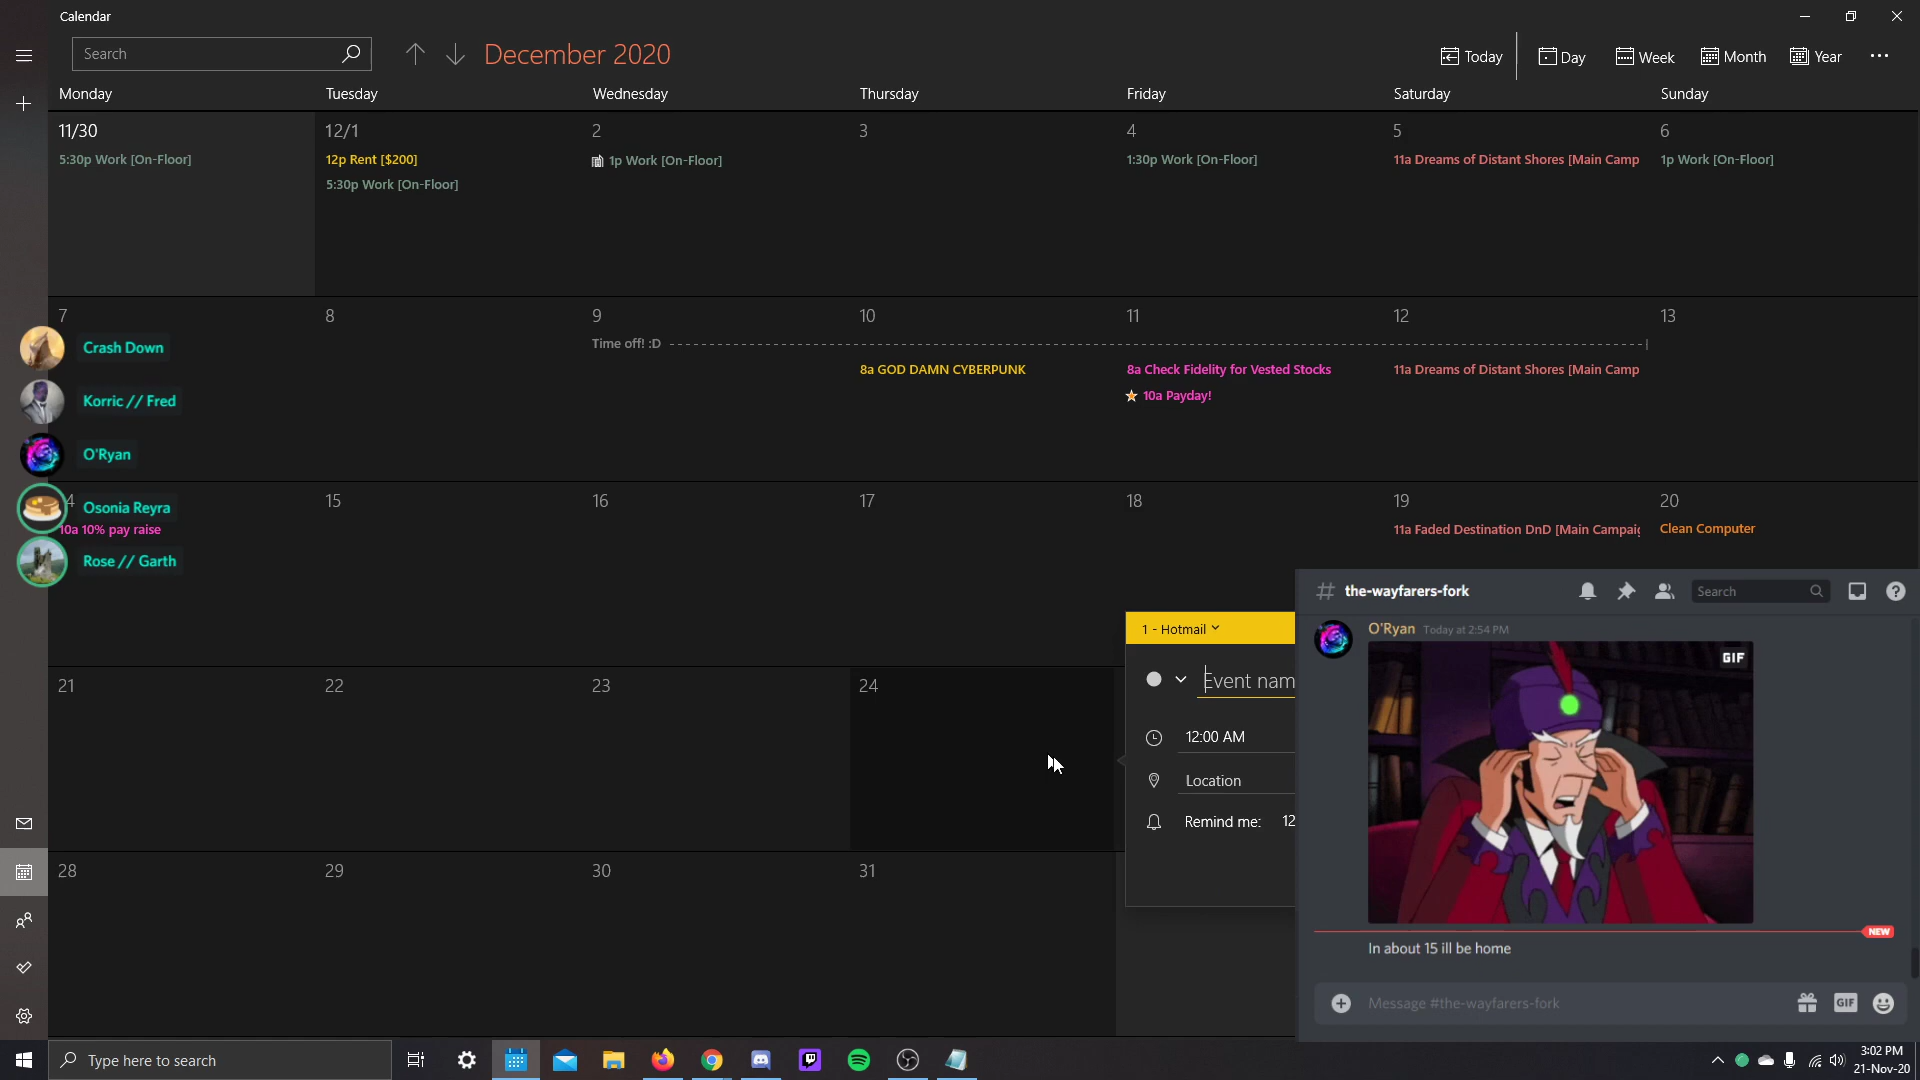 Calendar
Search
December 2020
Today
Day
Week
Month
Year
Monday
Tuesday
Wednesday
Thursday
Friday
Saturday
Sunday
11/30
5:30p Work [On-Floor]
12/1
12p Rent [$200]
5:30p Work [On-Floor]
2
1p Work [On-Floor]
3
4
1:30p Work [On-Floor]
5
11a Dreams of Distant Shores [Main Camp
6
1p Work [On-Floor]
7
8
9
Time off! :D
10
8a GOD DAMN CYBERPUNK
11
8a Check Fidelity for Vested Stocks
10a Payday!
12
11a Dreams of Distant Shores [Main Camp
13
Crash Down
Korric // Fred
O'Ryan
Osonia Reyra
Rose // Garth
4
10a 10% pay raise
15
16
17
18
19
11a Faded Destination DnD [Main Campaig
20
Clean Computer
21
22
23
24
28
29
30
31
1 - Hotmail
Event nam
12:00 AM
Location
Remind me: 12
# the-wayfarers-fork
Search
O'Ryan Today at 2:54 PM
GIF
NEW
In about 15 ill be home
Message #the-wayfarers-fork
GIF
Type here to search
3:02 PM
21-Nov-20